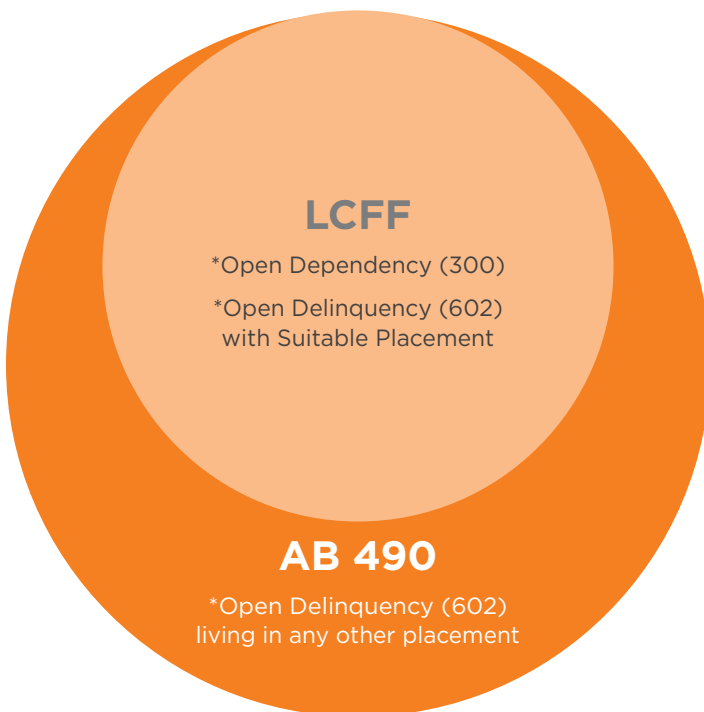 LCFF
*Open Dependency (300)
*Open Delinquency (602)
with Suitable Placement
AB 490
*Open Delinquency (602)
living in any other placement